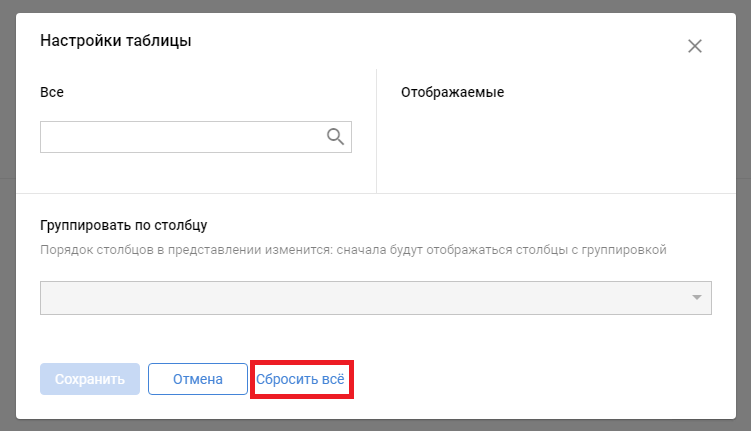 Настройки таблицы
Все
Отображаемые
Группировать по столбцу
Порядок столбцов в представлении изменится: сначала будут отображаться столбцы с группировкой
Сохранить
Отмена
Сбросить всё